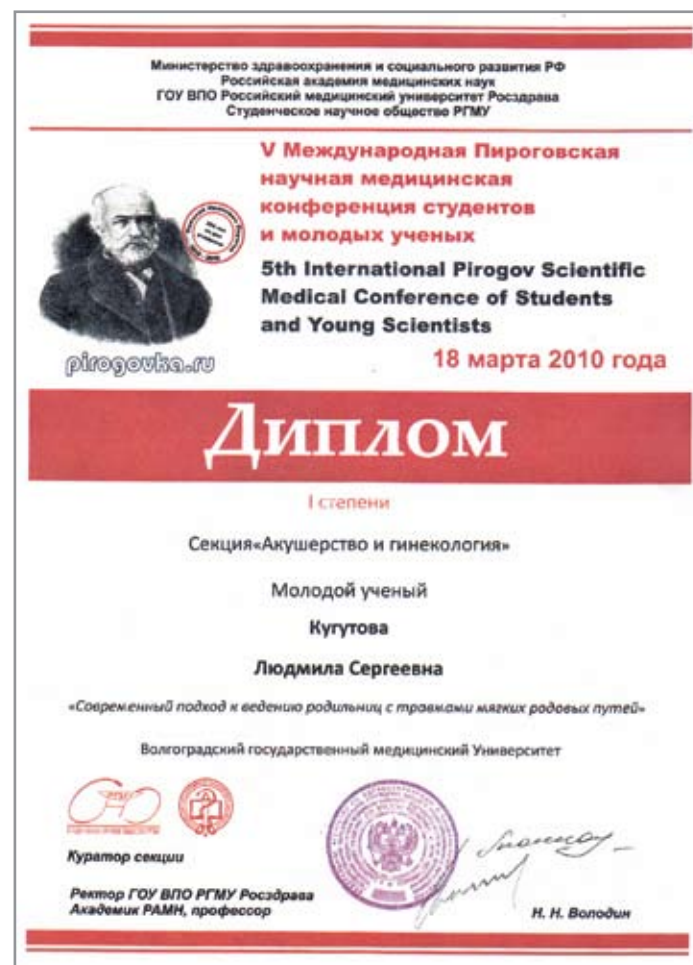 Министерство здравоохранения и социального развития РФ
Российская академия медицинских наук
ГОУ ВПО Российский медицинский университет Росздрава
Студенческое научное общество РГМУ
V Международная Пироговская
научная медицинская
конференция студентов
и молодых ученых
5th International Pirogov Scientific
Medical Conference of Students
and Young Scientists
pirogovka.ru
18 марта 2010 года
Диплом
I степени
Секция«Акушерство и гинекология»
Молодой ученый
Кугутова
Людмила Сергеевна
«Современный подход к ведению родильниц с травмами мягких родовых путей»
Волгоградский государственный медицинский Университет
Куратор секции
Ректор ГОУ ВПО РГМУ Росздрава
Академик РАМН, профессор
Н. Н. Володин